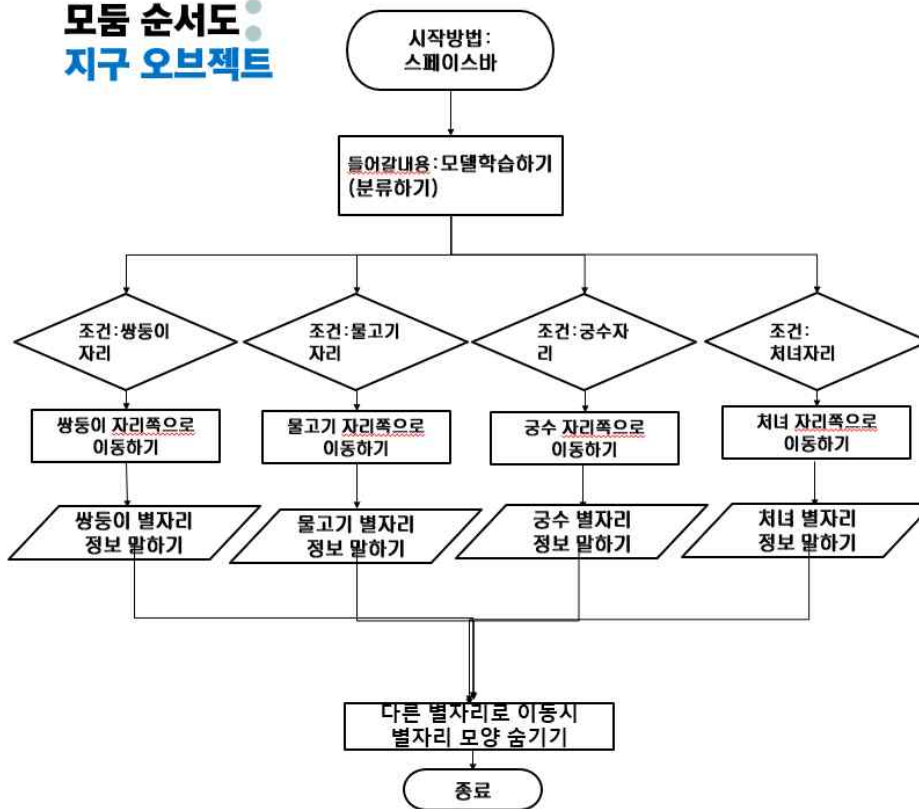 모둠 순서도
지구 오브젝트
시작방법:
스페이스바
들어갈내용:모델학습하기
(분류하기)
조건:쌍둥이
자리
조건:물고기
자리
조건:궁수자
리
조건:
처녀자리
쌍둥이 자리쪽으로
이동하기
물고기 자리쪽으로
이동하기
궁수 자리쪽으로
이동하기
처녀 자리쪽으로
이동하기
쌍둥이 별자리
정보 말하기
물고기 별자리
정보 말하기
궁수 별자리
정보 말하기
처녀 별자리
정보 말하기
다른 별자리로 이동시
별자리 모양 숨기기
종료